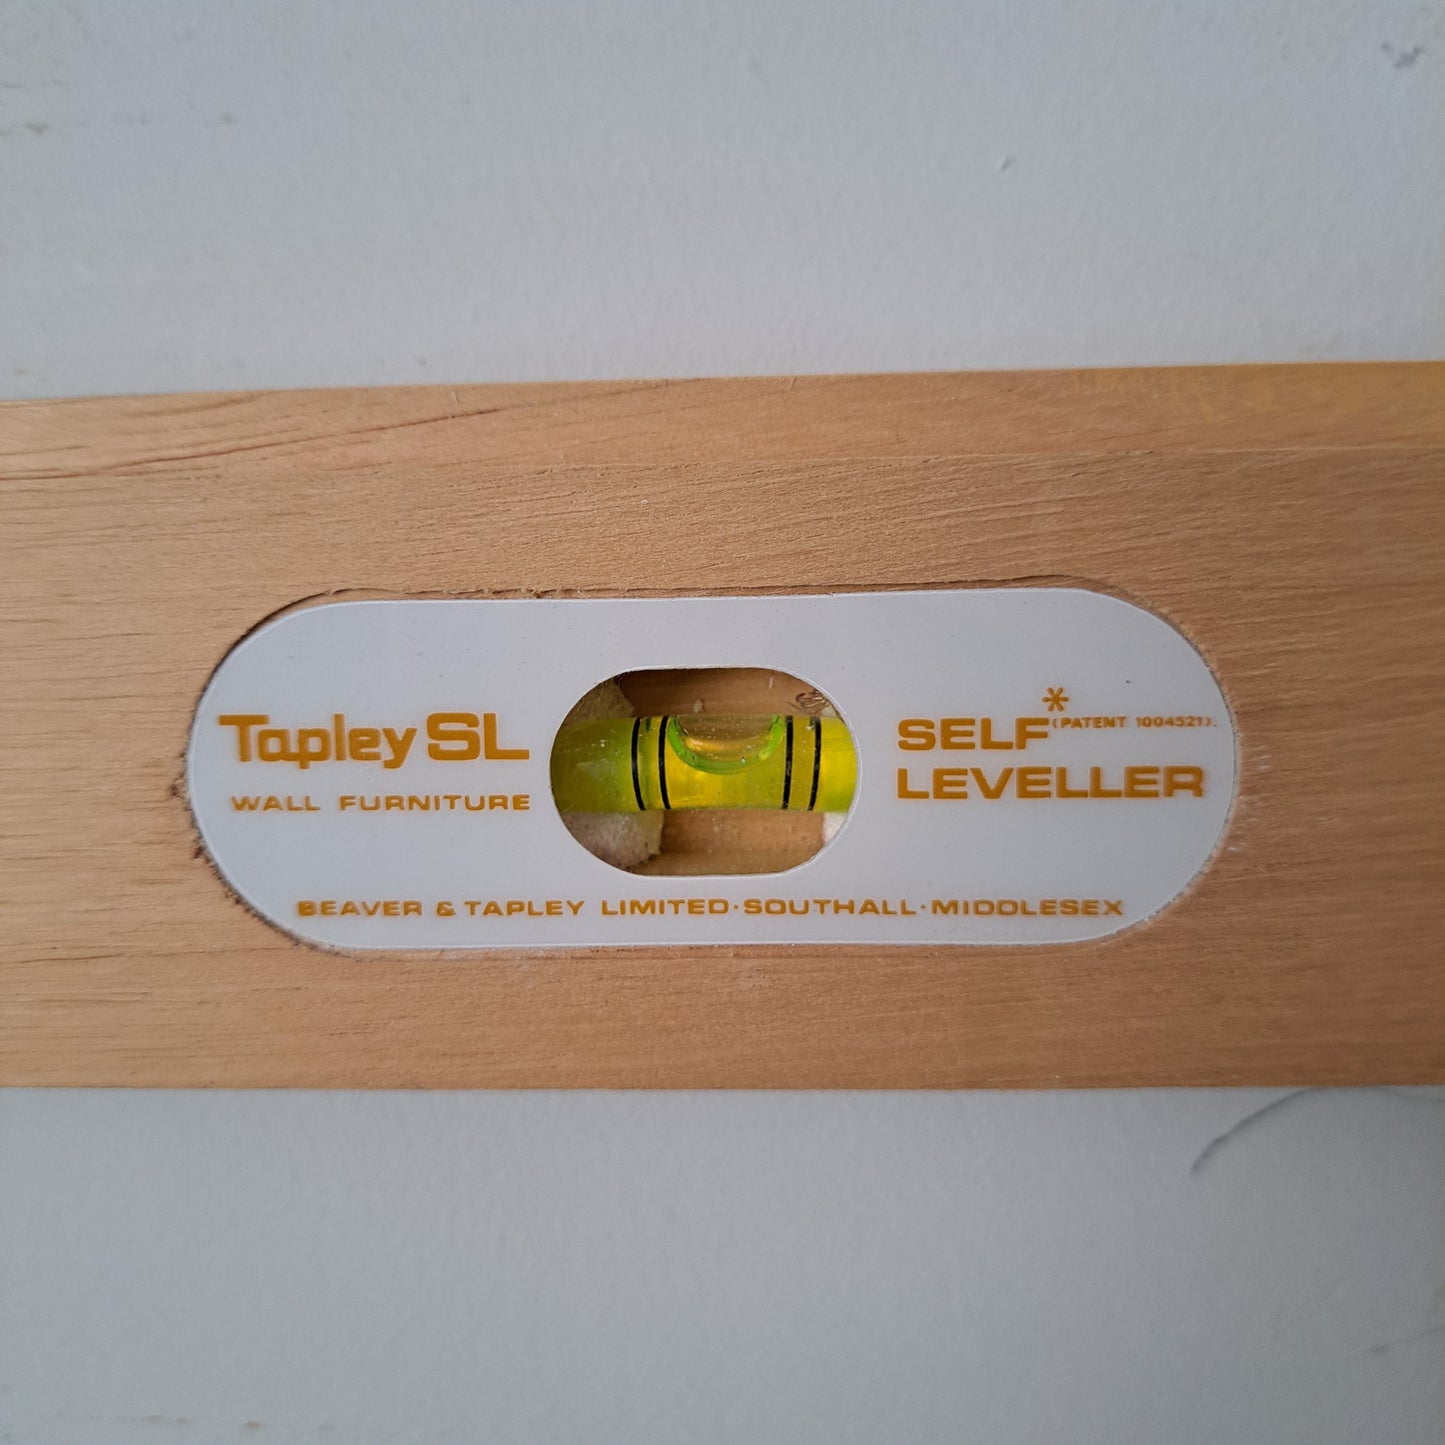 Tapley SL
WALL FURNITURE
SELF* (PATENT 1004521).
LEVELLER
BEAVER & TAPLEY LIMITED·SOUTHALL·MIDDLESEX